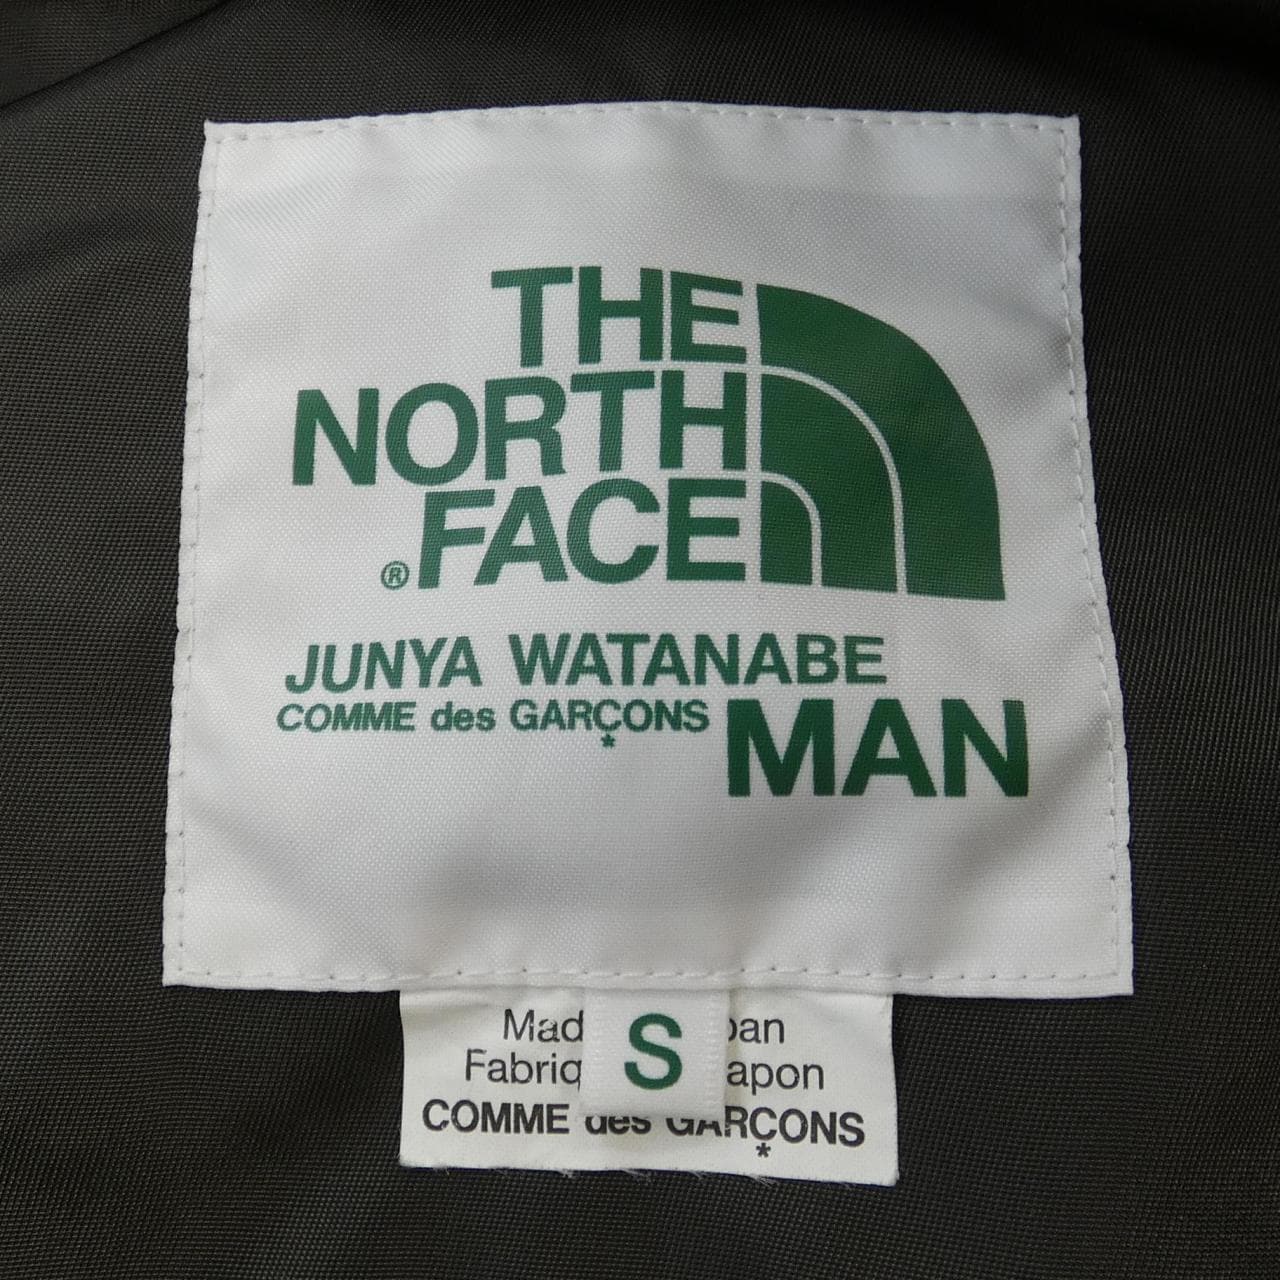 THE
NORTH
® FACE
JUNYA WATANABE
COMME des GARÇONS MAN
*
S
COMME des GARÇONS
*